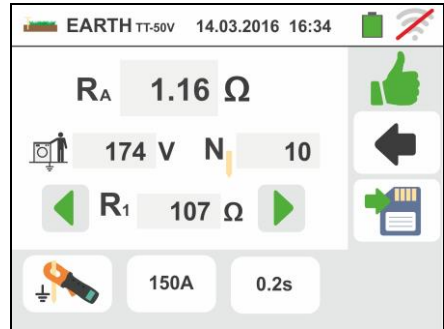 EARTH TT-50V 14.03.2016 16:34
RA 1.16 Ω
174 V N 10
R1 107 Ω
150A 0.2s